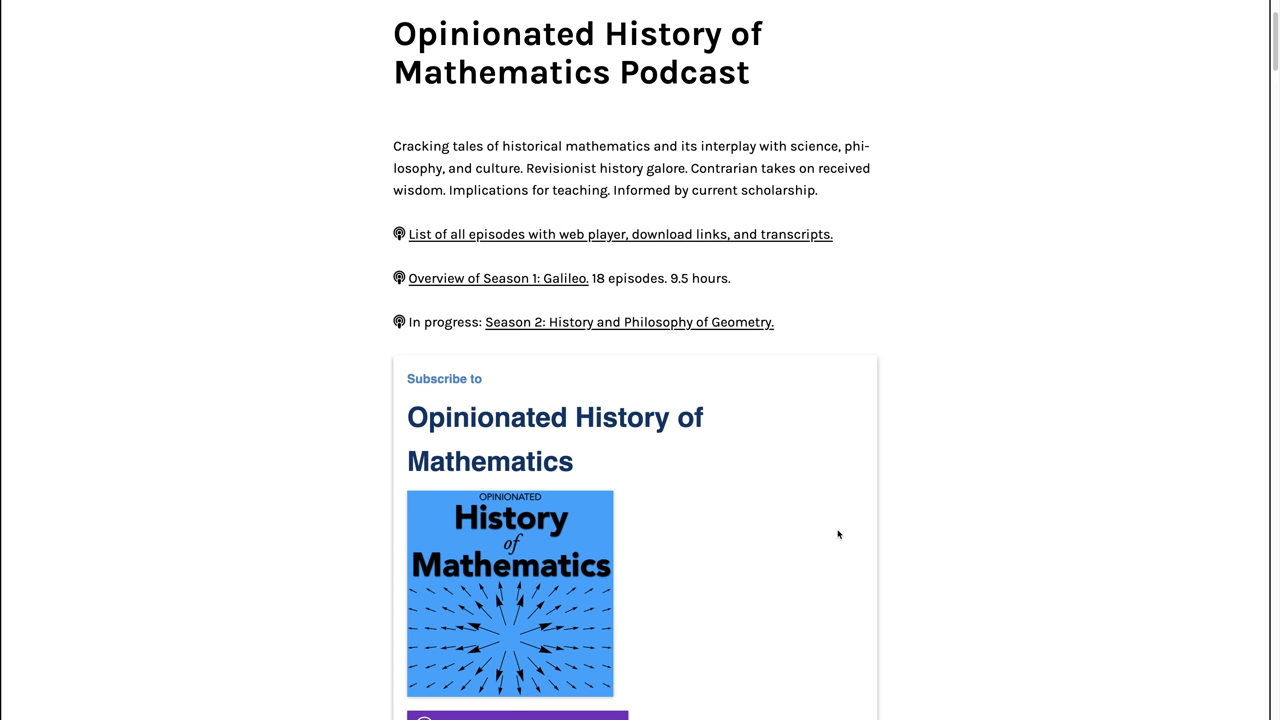 Opinionated History of
Mathematics Podcast
Cracking tales of historical mathematics and its interplay with science, phi-
losophy, and culture. Revisionist history galore. Contrarian takes on received
wisdom. Implications for teaching. Informed by current scholarship.
List of all episodes with web player, download links, and transcripts.
Overview of Season 1: Galileo. 18 episodes. 9.5 hours.
In progress: Season 2: History and Philosophy of Geometry.
Subscribe to
Opinionated History of
Mathematics
OPINIONATED
History
of
Mathematics